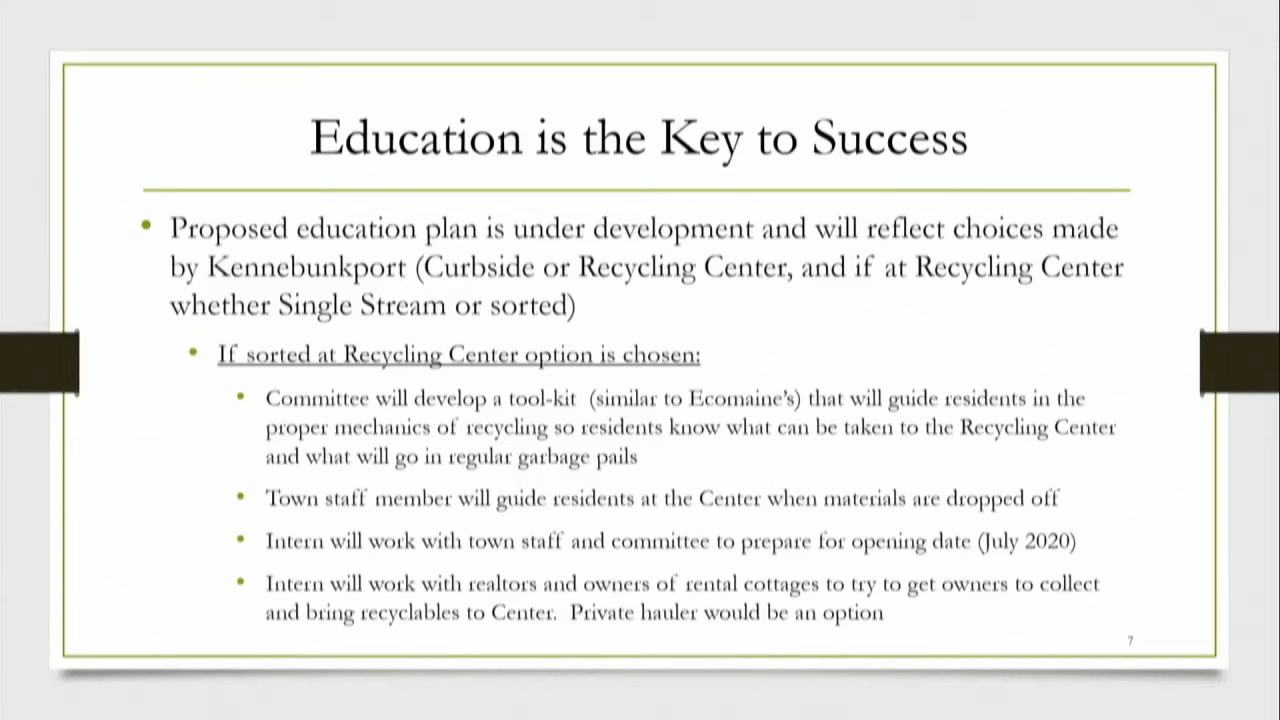 Education is the Key to Success
• Proposed education plan is under development and will reflect choices made
by Kennebunkport (Curbside or Recycling Center, and if at Recycling Center
whether Single Stream or sorted)
• If sorted at Recycling Center option is chosen:
• Committee will develop a tool-kit (similar to Ecomaine's) that will guide residents in the
proper mechanics of recycling so residents know what can be taken to the Recycling Center
and what will go in regular garbage pails
• Town staff member will guide residents at the Center when materials are dropped off
• Intern will work with town staff and committee to prepare for opening date (July 2020)
• Intern will work with realtors and owners of rental cottages to try to get owners to collect
and bring recyclables to Center. Private hauler would be an option
7